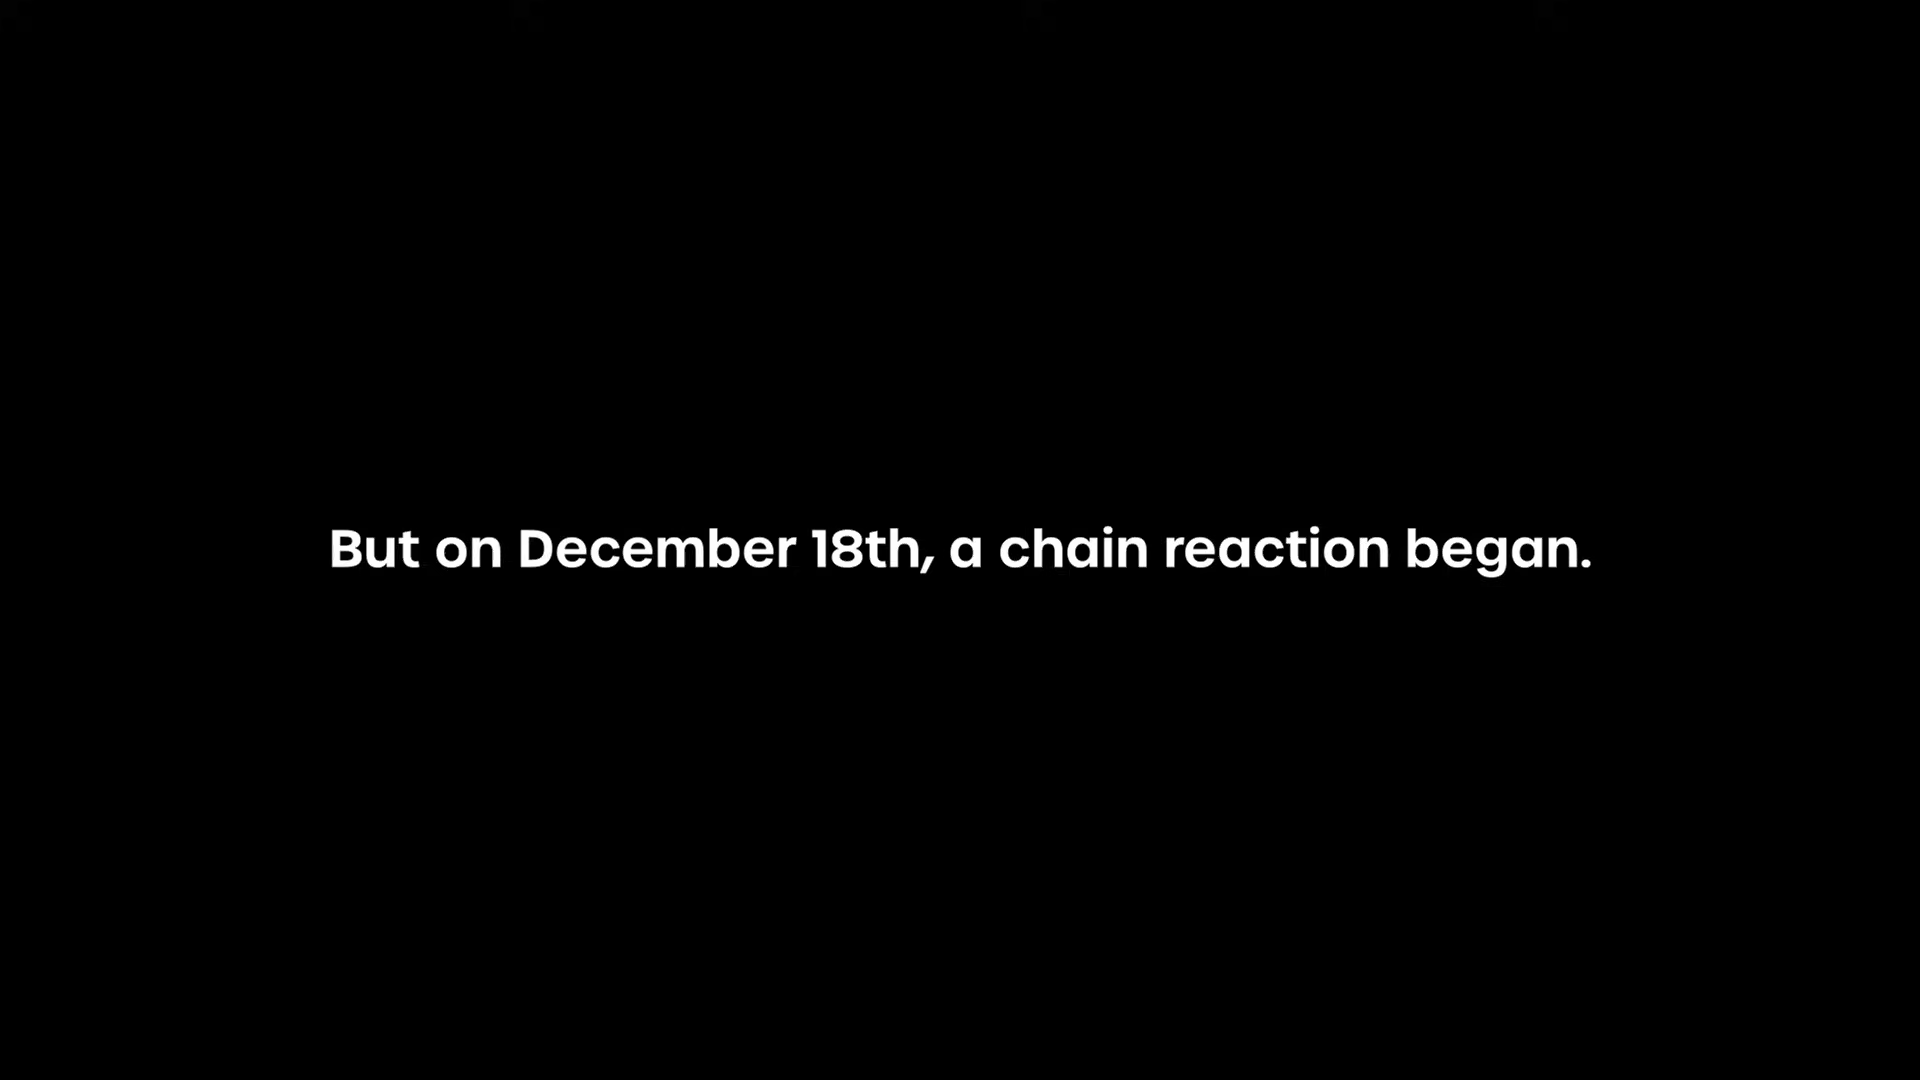 But on December 18th, a chain reaction began.